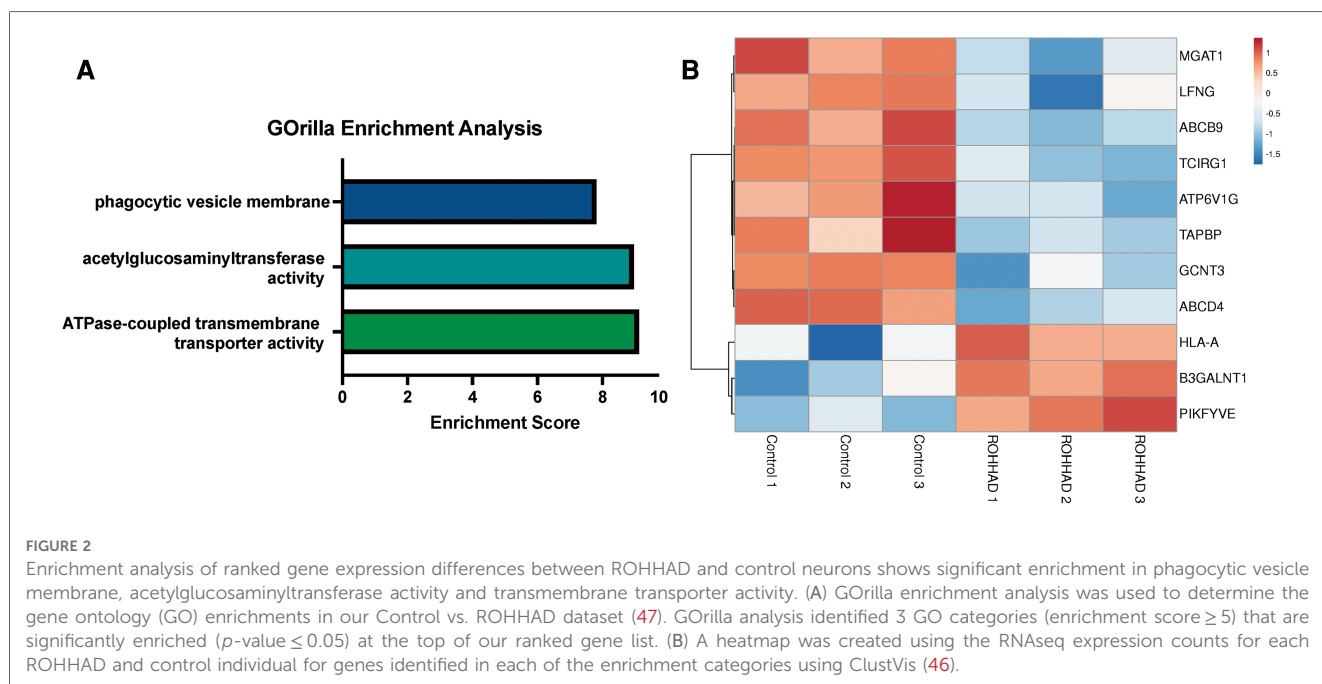 A
GOrilla Enrichment Analysis
phagocytic vesicle membrane
acetylglucosaminyltransferase
activity
ATPase-coupled transmembrane
transporter activity
0 2 4 6 8 10
Enrichment Score
B
MGAT1
LFNG
ABCB9
TCIRG1
ATP6V1G
TAPBP
GCNT3
ABCD4
HLA-A
B3GALNT1
PIKFYVE
1
0.5
0
-0.5
-1
-1.5
Control 1
Control 2
Control 3
ROHHAD 1
ROHHAD 2
ROHHAD 3
FIGURE 2
Enrichment analysis of ranked gene expression differences between ROHHAD and control neurons shows significant enrichment in phagocytic vesicle
membrane, acetylglucosaminyltransferase activity and transmembrane transporter activity. (A) GOrilla enrichment analysis was used to determine the
gene ontology (GO) enrichments in our Control vs. ROHHAD dataset (47). GOrilla analysis identified 3 GO categories (enrichment score ≥ 5) that are
significantly enriched (p-value ≤ 0.05) at the top of our ranked gene list. (B) A heatmap was created using the RNAseq expression counts for each
ROHHAD and control individual for genes identified in each of the enrichment categories using ClustVis (46).